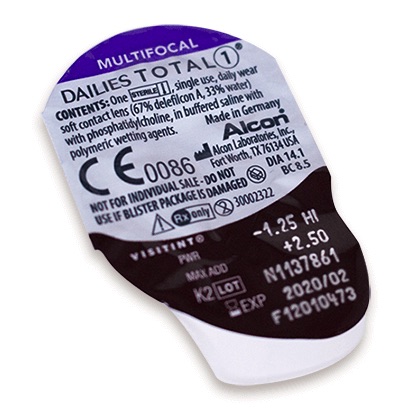 MULTIFOCAL
DAILIES TOTAL 1®
CONTENTS: One STERILE, single use, daily wear
soft contact lens (67% delefilcon A, 33% water)
with phosphatidylcholine, in buffered saline with
polymeric wetting agents. Made in Germany
Alcon
Alcon Laboratories, Inc.
Fort Worth, TX 76134 USA
CE 0086
DIA 14.1
BC 8.5
NOT FOR INDIVIDUAL SALE - DO NOT
USE IF BLISTER PACKAGE IS DAMAGED
2 Rx only 30002322
VISITINT®
PWR -1.25 HI
MAX ADD +2.50
K2 LOT N1137861
EXP 2020/02
F12010473